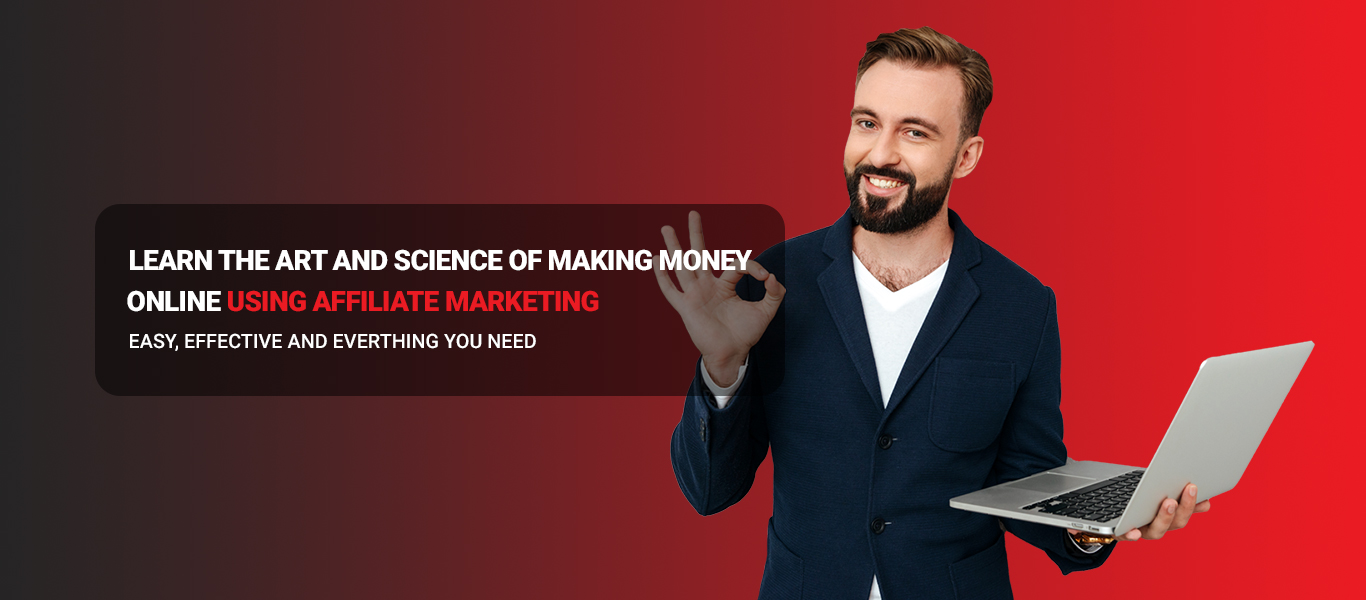 LEARN THE ART AND SCIENCE OF MAKING MONEY
ONLINE USING AFFILIATE MARKETING
EASY, EFFECTIVE AND EVERTHING YOU NEED